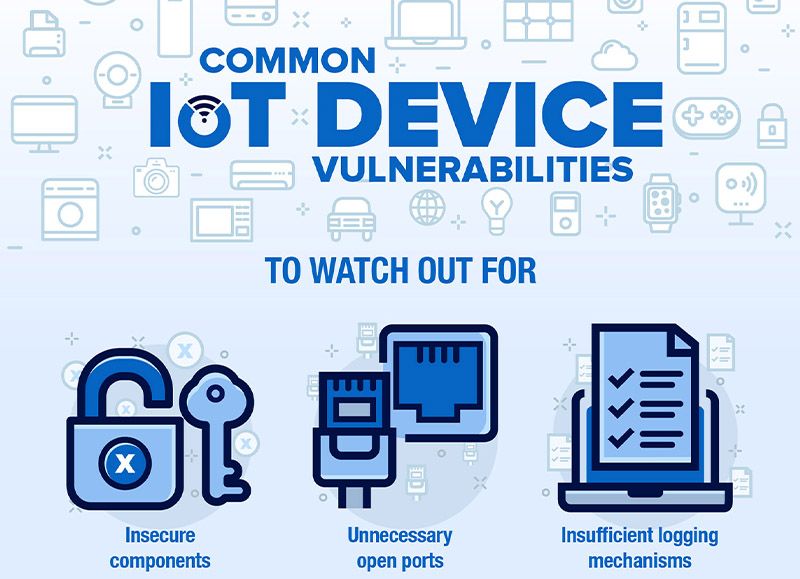 COMMON
IoT DEVICE
VULNERABILITIES
TO WATCH OUT FOR
X
X
X
X
Insecure
components
Unnecessary
open ports
Insufficient logging
mechanisms